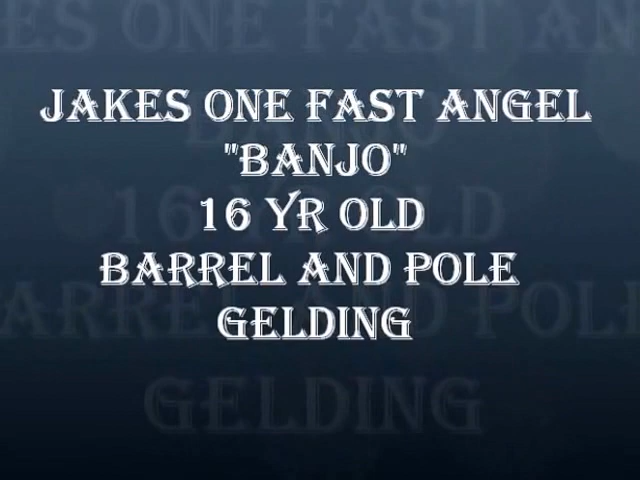 JAKES ONE FAST ANGEL
"BANJO"
16 YR OLD
BARREL AND POLE
GELDING